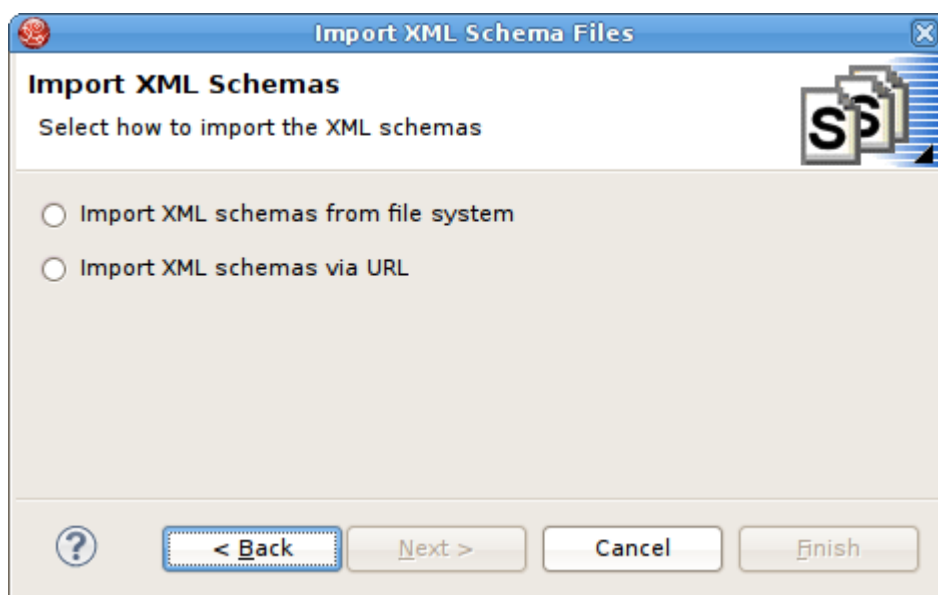 Import XML Schema Files
Import XML Schemas
Select how to import the XML schemas
SS
Import XML schemas from file system
Import XML schemas via URL
? < Back Next > Cancel Finish